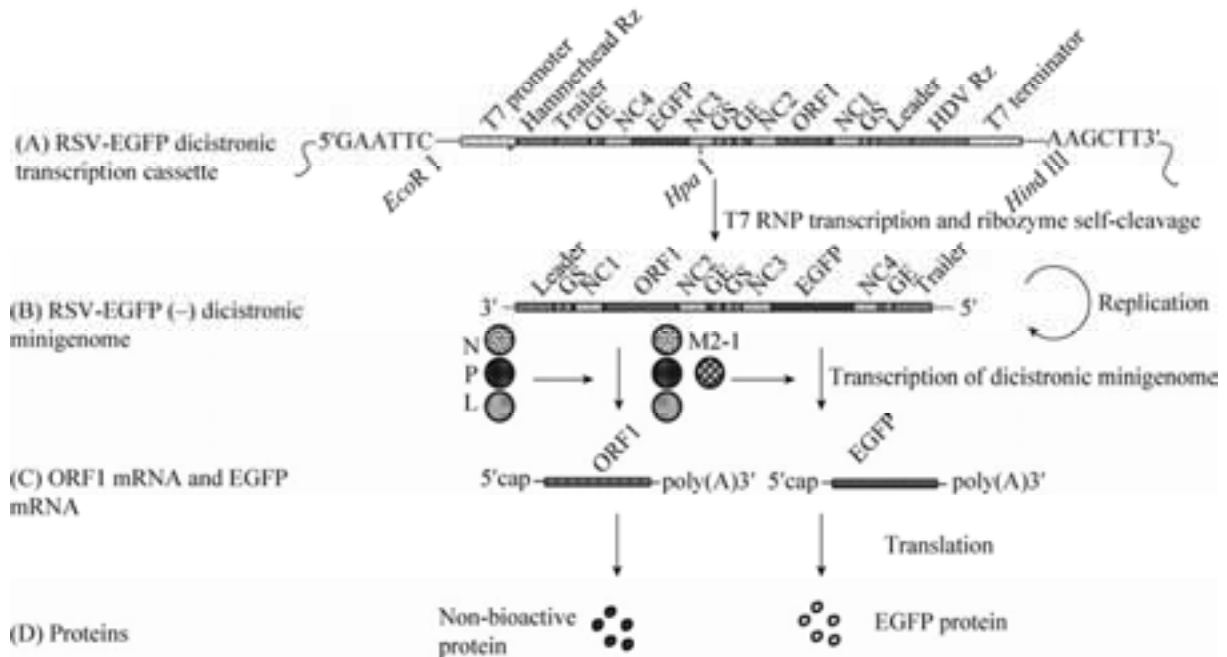 T7 promoter
Hammerhead Rz
Trailer
GE
NC4
EGFP
NC3
GS
GE
NC2
ORF1
NC1
GS
Leader
HDV Rz
T7 terminator
(A) RSV-EGFP dicistronic
transcription cassette
5'GAATTC
AAGCTT3'
EcoR I
Hpa I
Hind III
T7 RNP transcription and ribozyme self-cleavage
Leader
GS
NC1
ORF1
NC2
GE
GS
NC3
EGFP
NC4
GE
Trailer
(B) RSV-EGFP (–) dicistronic
minigenome
3'
5'
Replication
N
P
L
M2-1
Transcription of dicistronic minigenome
(C) ORF1 mRNA and EGFP
mRNA
ORF1
5'cap
poly(A)3'
EGFP
5'cap
poly(A)3'
Translation
(D) Proteins
Non-bioactive
protein
EGFP protein